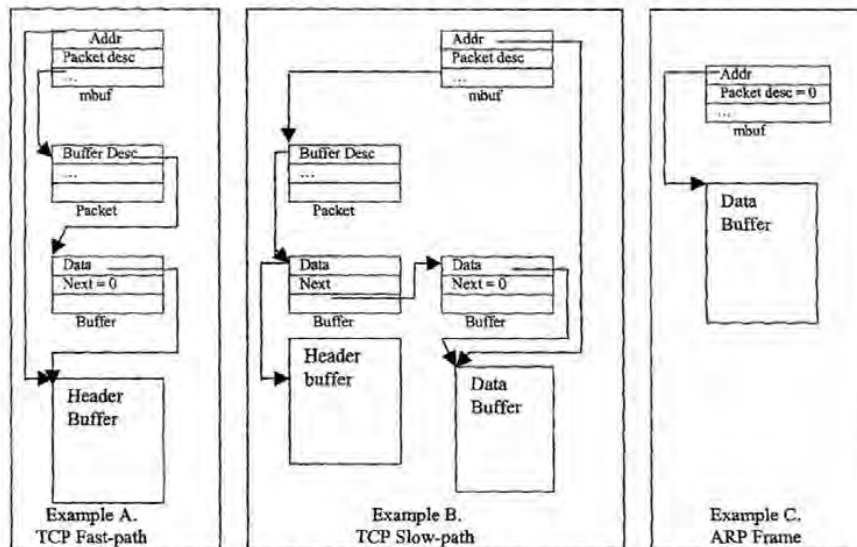 Addr
Packet desc
...
mbuf
Buffer Desc
...
Packet
Data
Next = 0
Buffer
Header
Buffer
Example A.
TCP Fast-path
Addr
Packet desc
...
mbuf
Buffer Desc
...
Packet
Data
Next
Buffer
Data
Next = 0
Buffer
Header
buffer
Data
Buffer
Example B.
TCP Slow-path
Addr
Packet desc = 0
...
mbuf
Data
Buffer
Example C.
ARP Frame